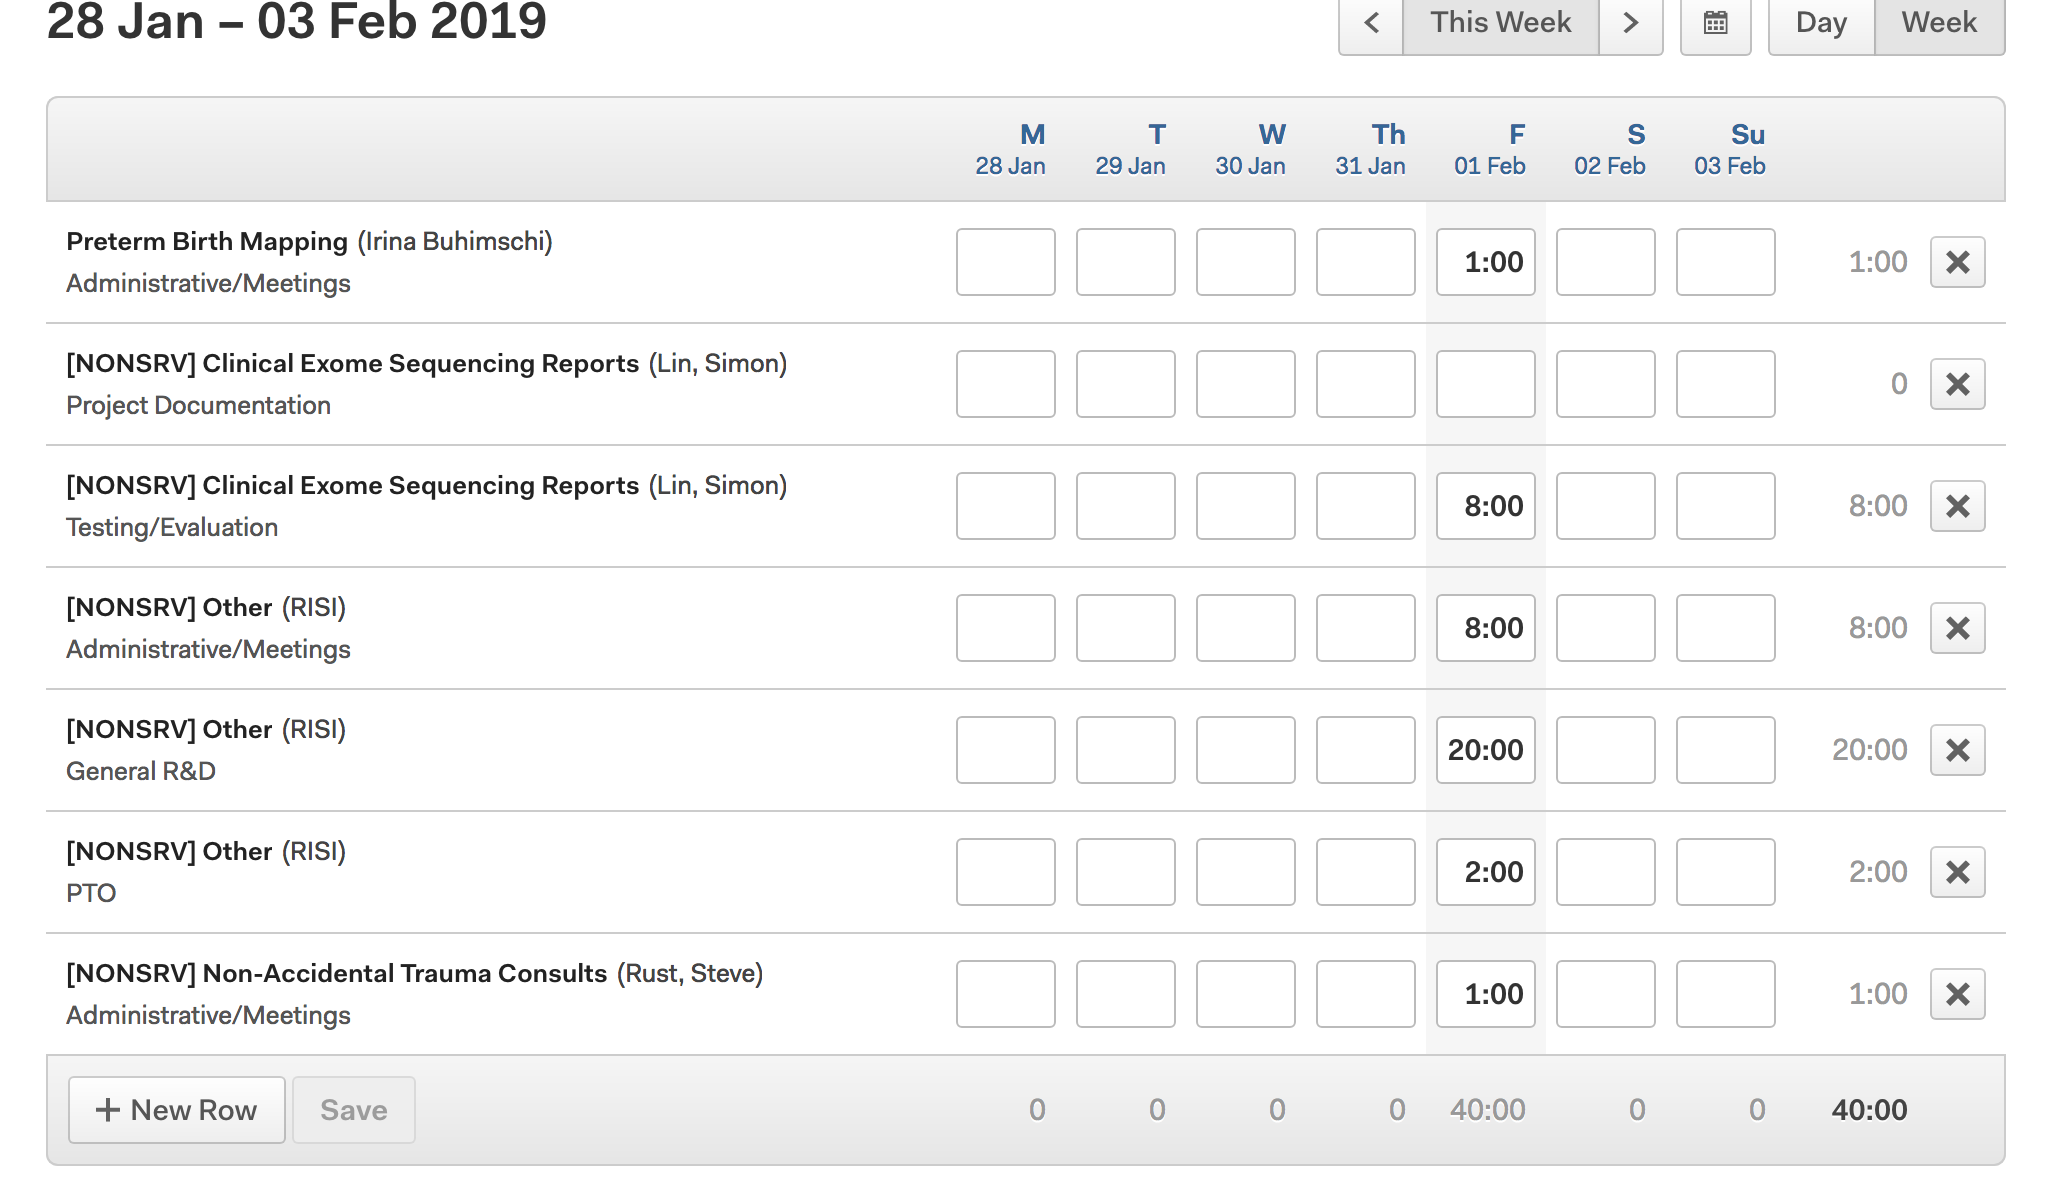 28 Jan – 03 Feb 2019
This Week
Day
Week
M T W Th F S Su
28 Jan 29 Jan 30 Jan 31 Jan 01 Feb 02 Feb 03 Feb
Preterm Birth Mapping (Irina Buhimschi)
Administrative/Meetings
1:00 1:00
[NONSRV] Clinical Exome Sequencing Reports (Lin, Simon)
Project Documentation
0
[NONSRV] Clinical Exome Sequencing Reports (Lin, Simon)
Testing/Evaluation
8:00 8:00
[NONSRV] Other (RISI)
Administrative/Meetings
8:00 8:00
[NONSRV] Other (RISI)
General R&D
20:00 20:00
[NONSRV] Other (RISI)
PTO
2:00 2:00
[NONSRV] Non-Accidental Trauma Consults (Rust, Steve)
Administrative/Meetings
1:00 1:00
+ New Row Save 0 0 0 0 40:00 0 0 40:00